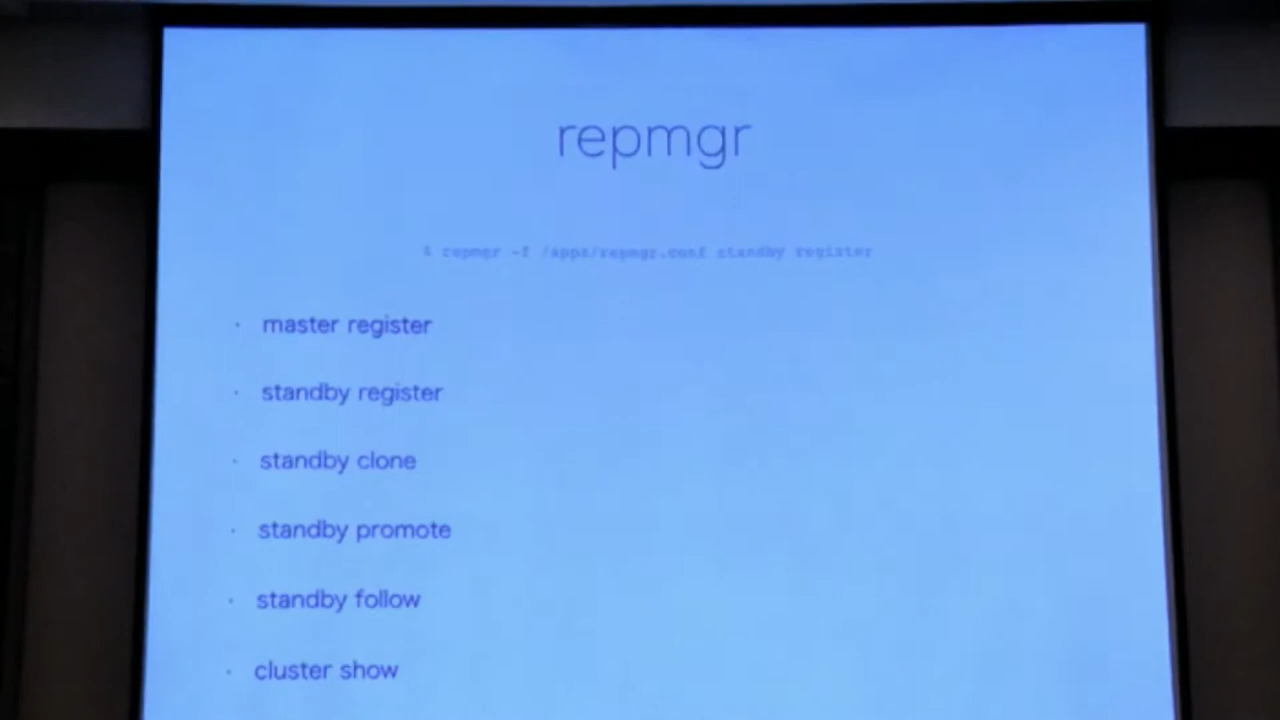 repmgr
$ repmgr -f /apps/repmgr.conf standby register
· master register
· standby register
· standby clone
· standby promote
· standby follow
· cluster show